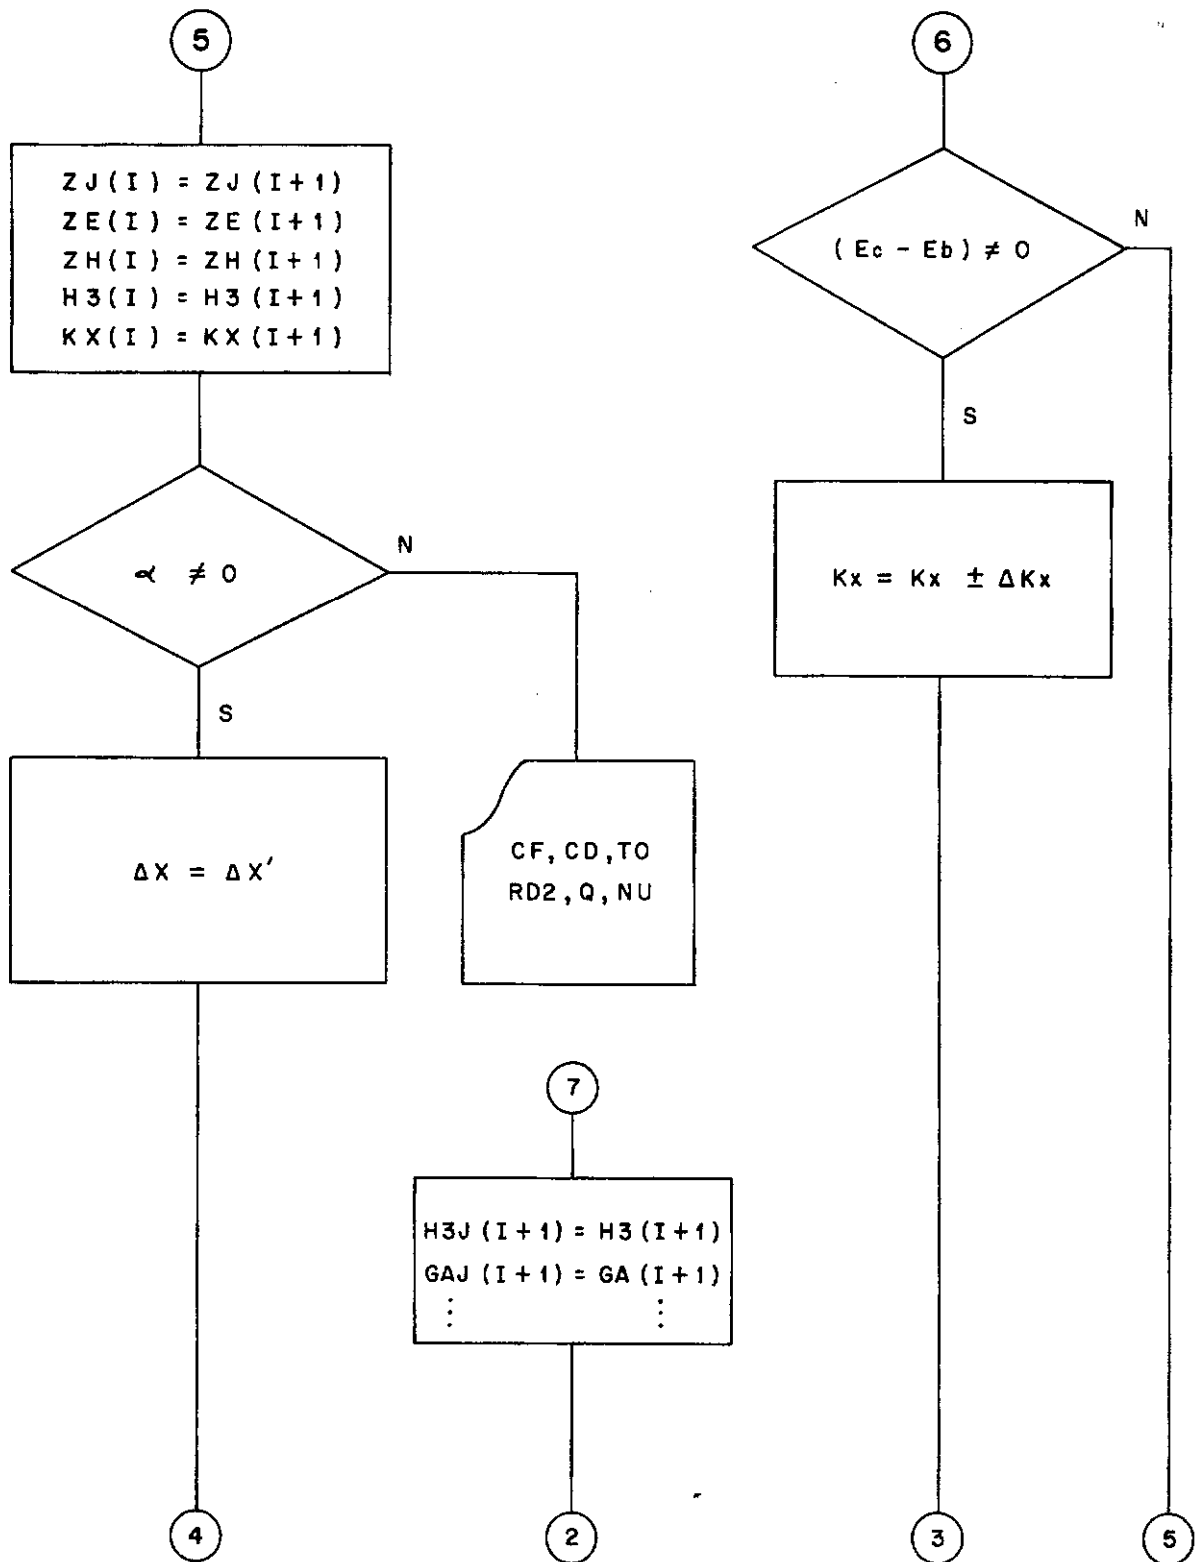 5
ZJ(I) = ZJ(I+1)
ZE(I) = ZE(I+1)
ZH(I) = ZH(I+1)
H3(I) = H3(I+1)
KX(I) = KX(I+1)
α ≠ 0
N
S
ΔX = ΔX′
CF, CD, TO
RD2, Q, NU
4
7
H3J(I+1) = H3(I+1)
GAJ(I+1) = GA(I+1)
⋮ ⋮
2
6
(Ec - Eb) ≠ 0
N
S
Kx = Kx ± ΔKx
3
5